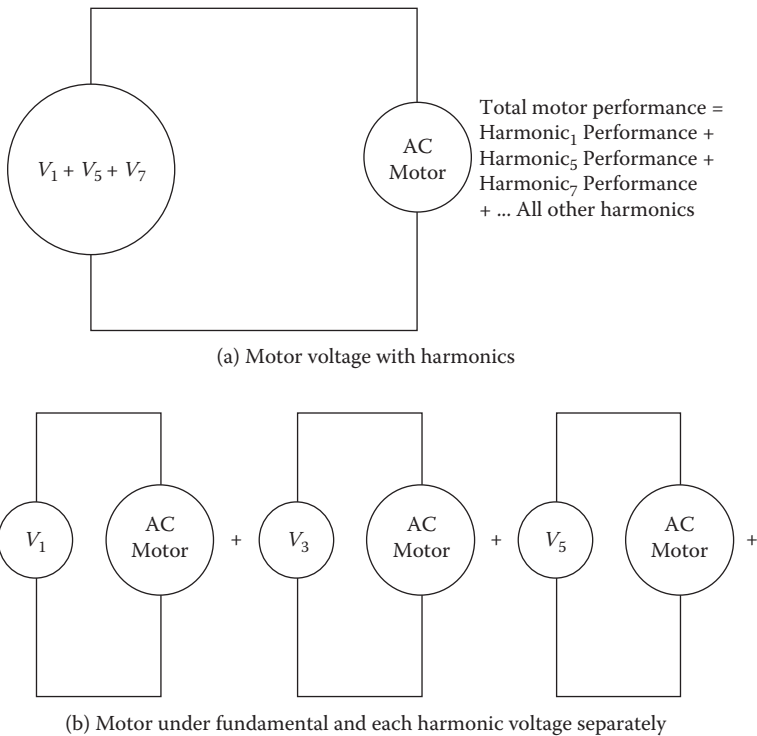 V₁ + V₅ + V₇
AC
Motor
Total motor performance =
Harmonic₁ Performance +
Harmonic₅ Performance +
Harmonic₇ Performance
+ ... All other harmonics
(a) Motor voltage with harmonics
V₁
AC
Motor
+
V₃
AC
Motor
+
V₅
AC
Motor
+
(b) Motor under fundamental and each harmonic voltage separately